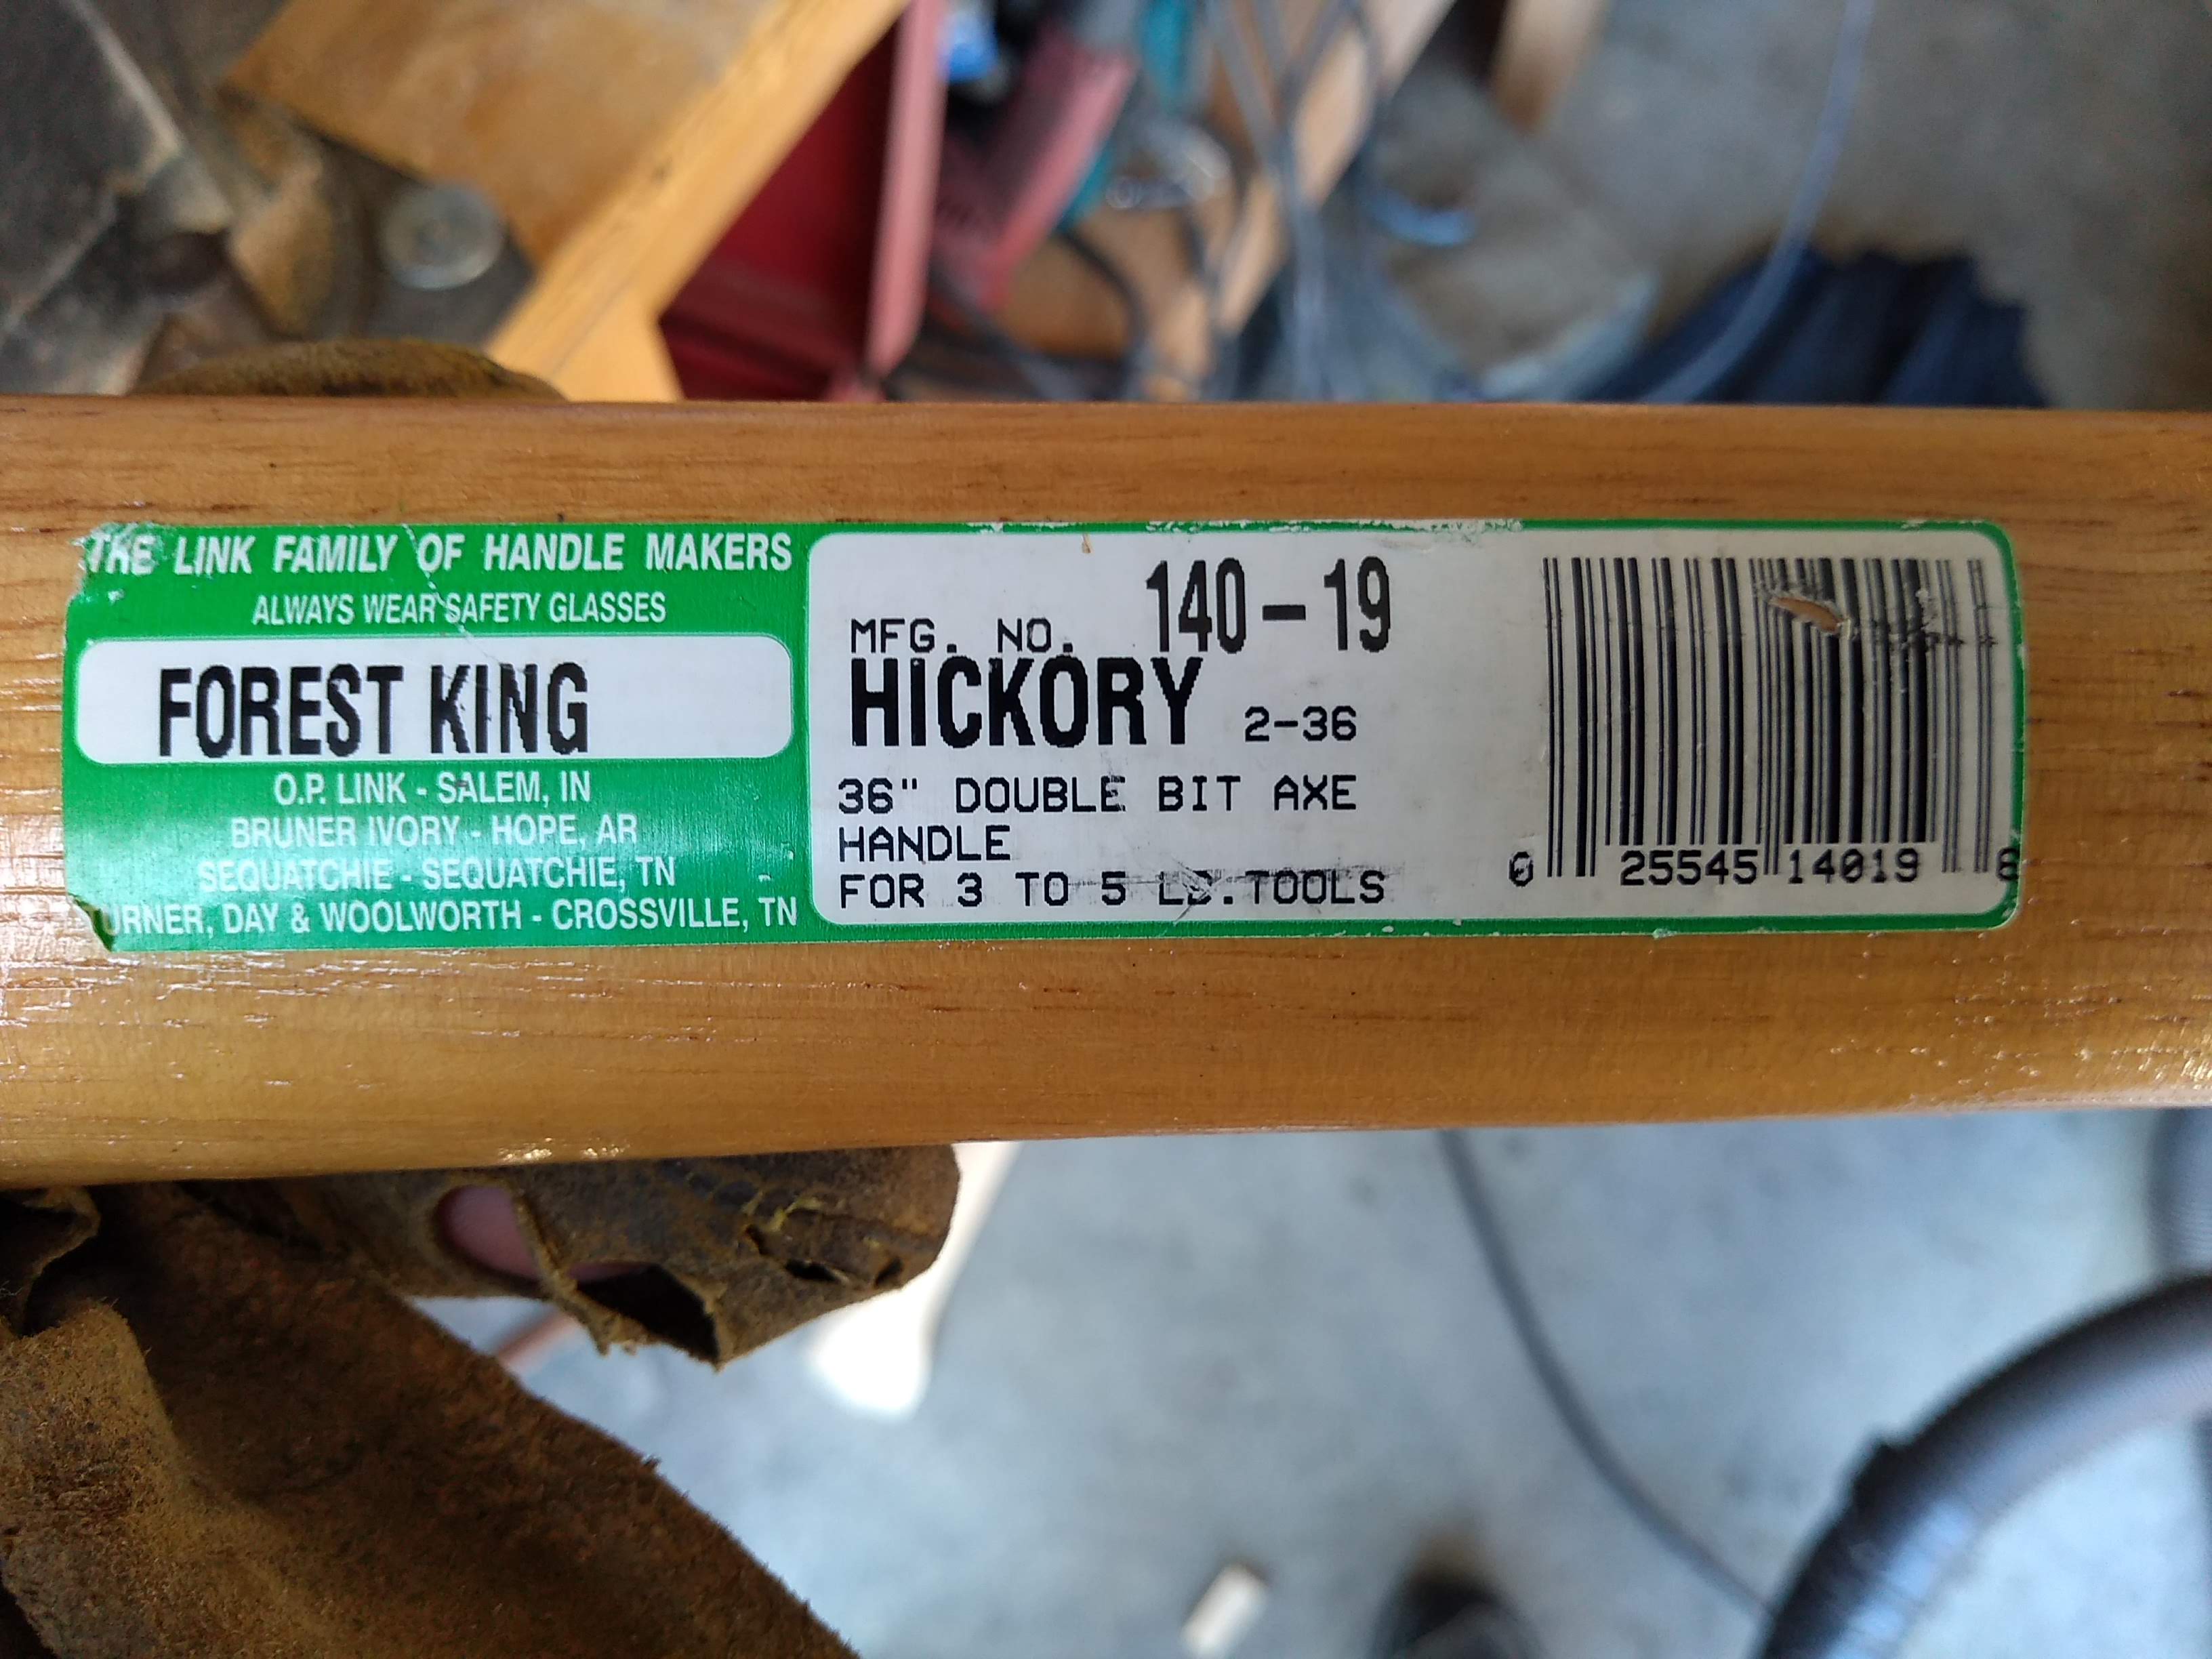 THE LINK FAMILY OF HANDLE MAKERS
ALWAYS WEAR SAFETY GLASSES
FOREST KING
O.P. LINK - SALEM, IN
BRUNER IVORY - HOPE, AR
SEQUATCHIE - SEQUATCHIE, TN
URNER, DAY & WOOLWORTH - CROSSVILLE, TN
MFG. NO. 140-19
HICKORY 2-36
36" DOUBLE BIT AXE
HANDLE
FOR 3 TO 5 LB. TOOLS
0 25545 14019 6